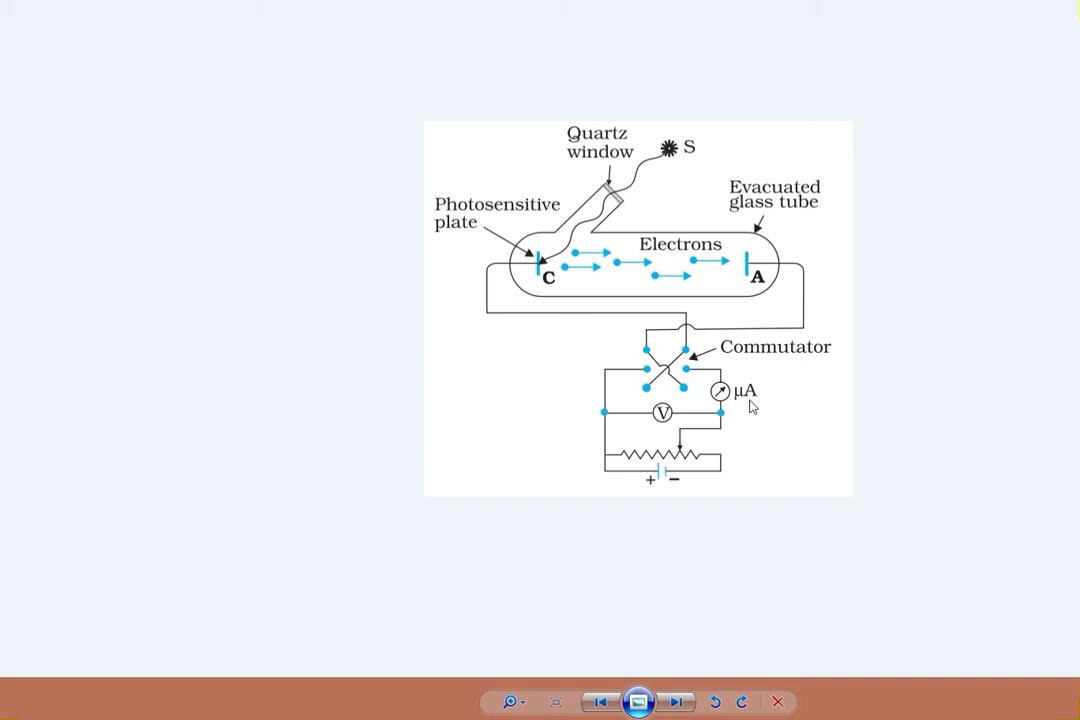 Quartz
window
S
Evacuated
glass tube
Photosensitive
plate
Electrons
C
A
Commutator
μA
V
+ −